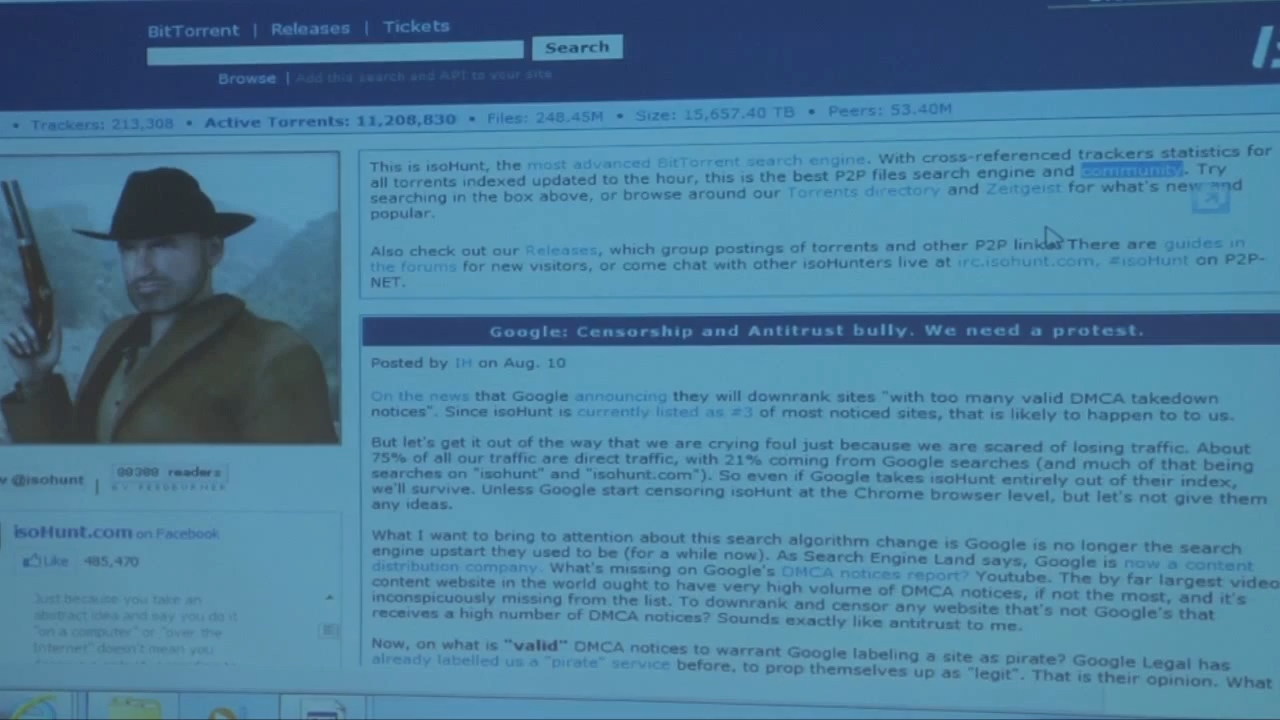 BitTorrent | Releases | Tickets
Search
Browse | Add this search and API to your site
• Trackers: 213,308 • Active Torrents: 11,208,830 • Files: 248.45M • Size: 15,657.40 TB • Peers: 53.40M
This is isoHunt, the most advanced BitTorrent search engine. With cross-referenced trackers statistics for
all torrents indexed updated to the hour, this is the best P2P files search engine and community. Try
searching in the box above, or browse around our Torrents directory and Zeitgeist for what's new and
popular.
Also check out our Releases, which group postings of torrents and other P2P links. There are guides in
the forums for new visitors, or come chat with other isoHunters live at irc.isohunt.com, #isoHunt on P2P-
NET.
Google: Censorship and Antitrust bully. We need a protest.
Posted by IH on Aug. 10
On the news that Google announcing they will downrank sites "with too many valid DMCA takedown
notices". Since isoHunt is currently listed as #3 of most noticed sites, that is likely to happen to to us.
But let's get it out of the way that we are crying foul just because we are scared of losing traffic. About
75% of all our traffic are direct traffic, with 21% coming from Google searches (and much of that being
searches on "isohunt" and "isohunt.com"). So even if Google takes isoHunt entirely out of their index,
we'll survive. Unless Google start censoring isoHunt at the Chrome browser level, but let's not give them
any ideas.
What I want to bring to attention about this search algorithm change is Google is no longer the search
engine upstart they used to be (for a while now). As Search Engine Land says, Google is now a content
distribution company. What's missing on Google's DMCA notices report? Youtube. The by far largest video
content website in the world ought to have very high volume of DMCA notices, if not the most, and it's
inconspicuously missing from the list. To downrank and censor any website that's not Google's that
receives a high number of DMCA notices? Sounds exactly like antitrust to me.
Now, on what is "valid" DMCA notices to warrant Google labeling a site as pirate? Google Legal has
already labelled us a "pirate" service before, to prop themselves up as "legit". That is their opinion. What
@isohunt | readers
BY FEEDBURNER
isoHunt.com on Facebook
Like 485,470
Just because you take an
abstract idea and say you do it
"on a computer" or "over the
Internet" doesn't mean you